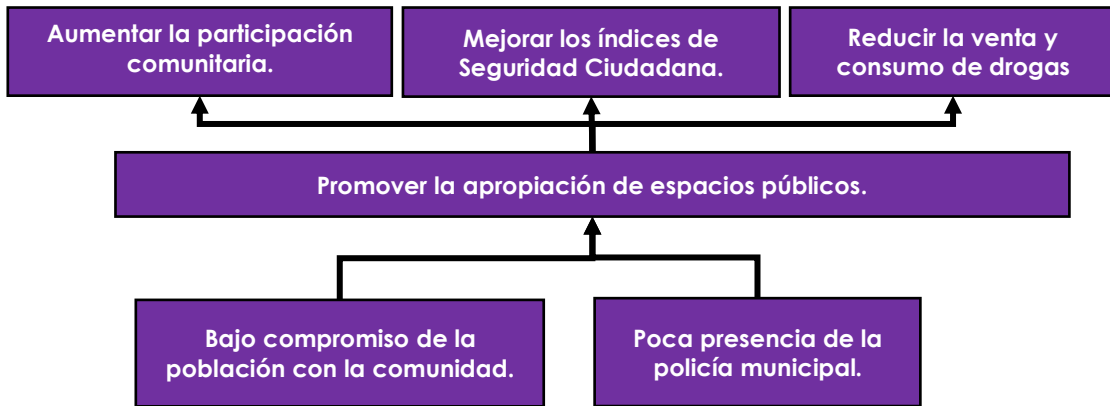 Aumentar la participación
comunitaria.
Mejorar los índices de
Seguridad Ciudadana.
Reducir la venta y
consumo de drogas
Promover la apropiación de espacios públicos.
Bajo compromiso de la
población con la comunidad.
Poca presencia de la
policía municipal.